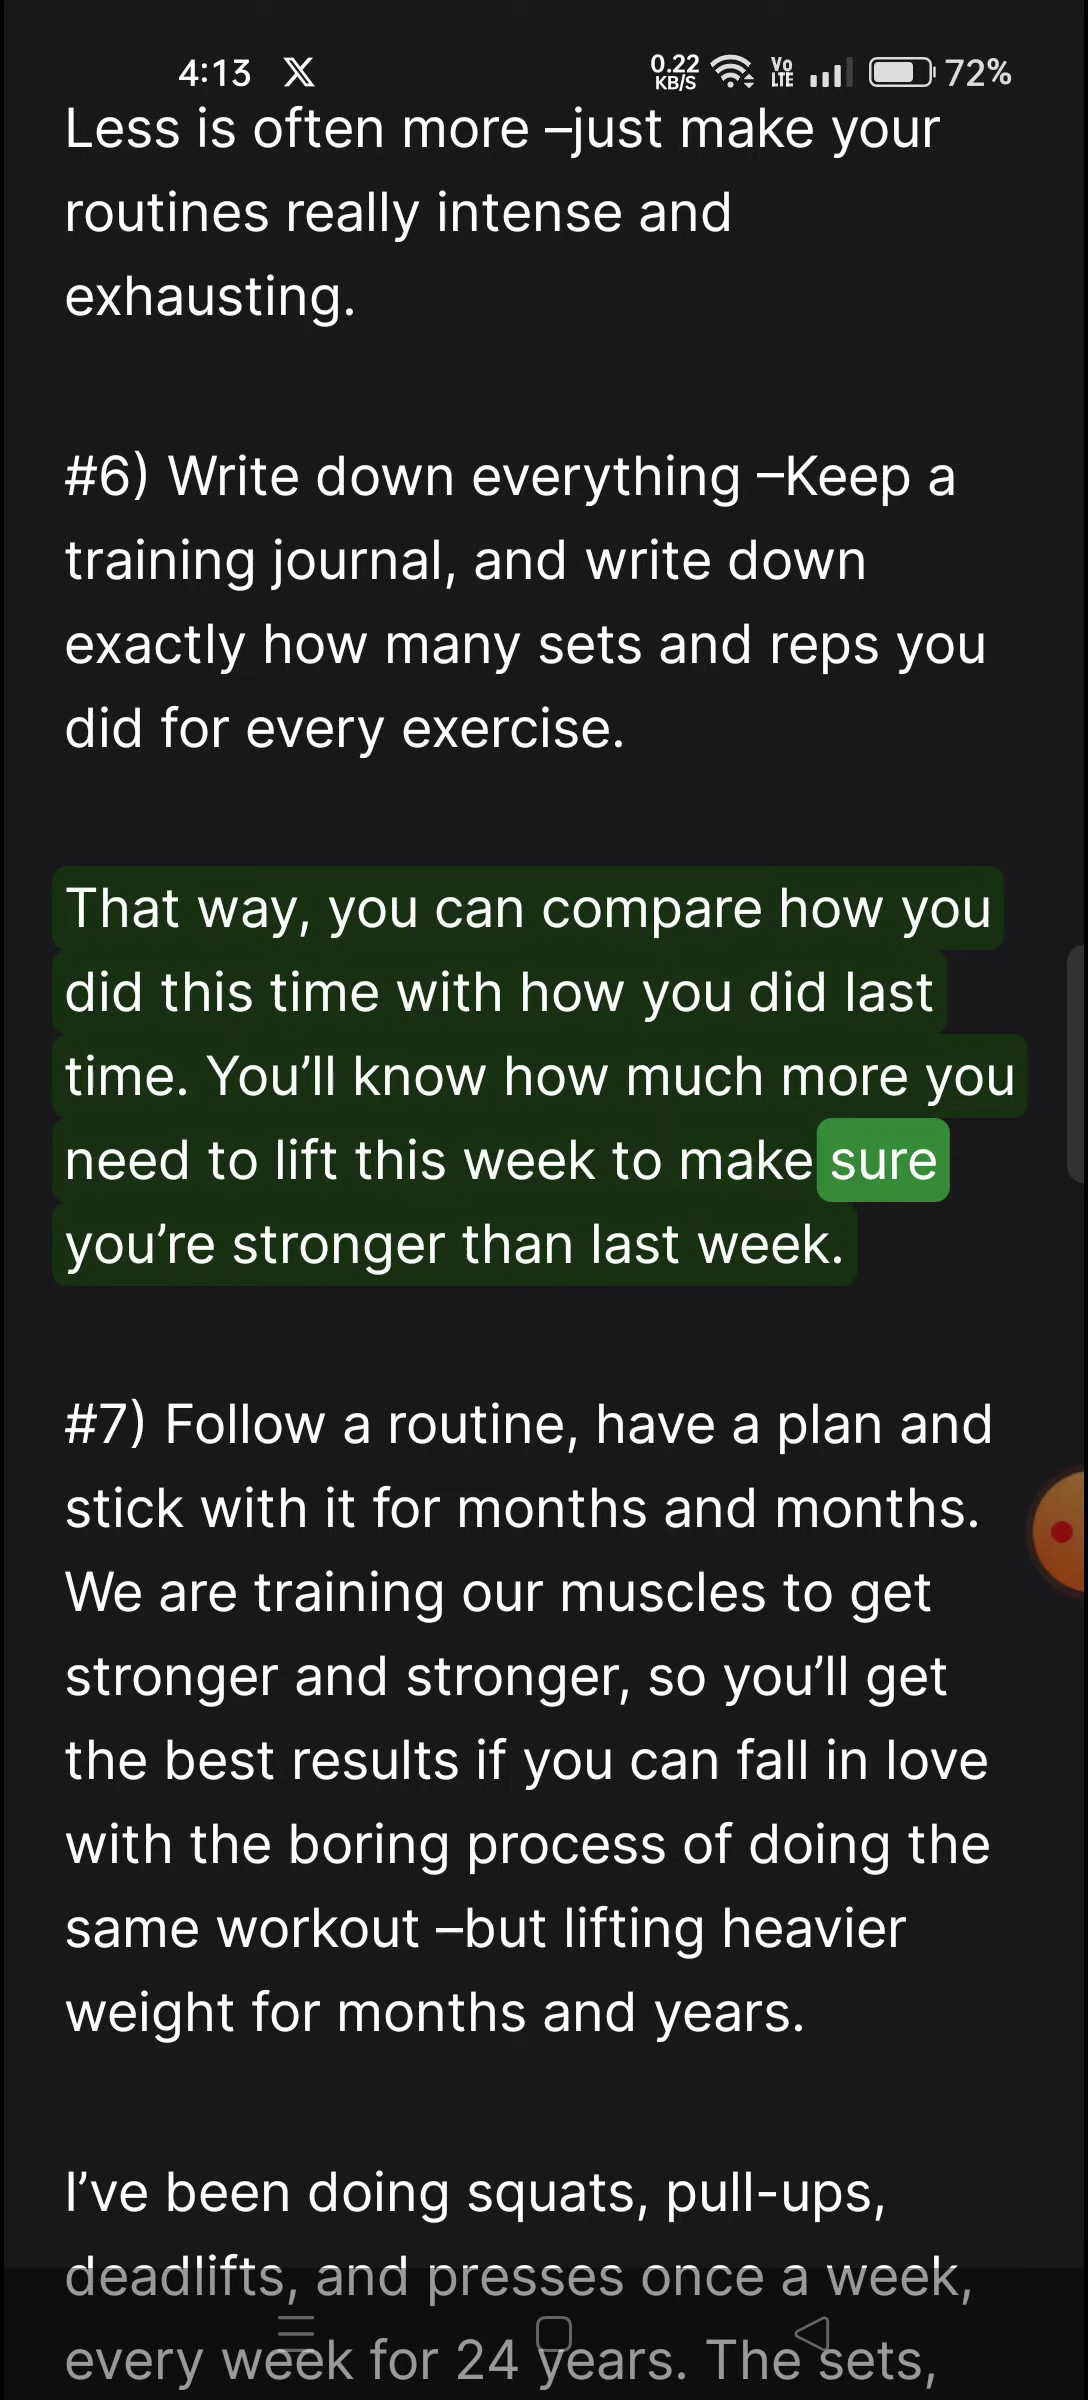 4:13 X 0.22 KB/S Vo LTE 72%
Less is often more –just make your
routines really intense and
exhausting.
#6) Write down everything –Keep a
training journal, and write down
exactly how many sets and reps you
did for every exercise.
That way, you can compare how you
did this time with how you did last
time. You’ll know how much more you
need to lift this week to make sure
you’re stronger than last week.
#7) Follow a routine, have a plan and
stick with it for months and months.
We are training our muscles to get
stronger and stronger, so you’ll get
the best results if you can fall in love
with the boring process of doing the
same workout –but lifting heavier
weight for months and years.
I’ve been doing squats, pull-ups,
deadlifts, and presses once a week,
every week for 24 years. The sets,